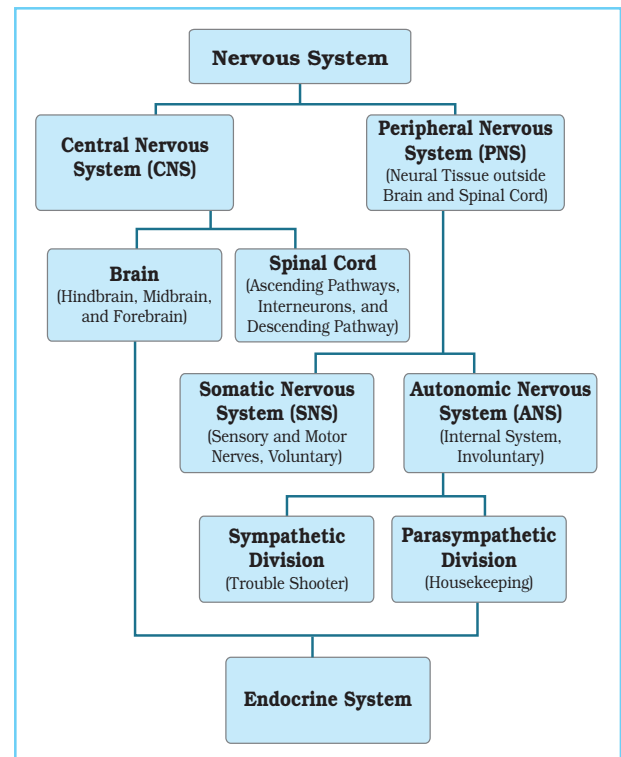 Nervous System
Central Nervous
System (CNS)
Peripheral Nervous
System (PNS)
(Neural Tissue outside
Brain and Spinal Cord)
Brain
(Hindbrain, Midbrain,
and Forebrain)
Spinal Cord
(Ascending Pathways,
Interneurons, and
Descending Pathway)
Somatic Nervous
System (SNS)
(Sensory and Motor
Nerves, Voluntary)
Autonomic Nervous
System (ANS)
(Internal System,
Involuntary)
Sympathetic
Division
(Trouble Shooter)
Parasympathetic
Division
(Housekeeping)
Endocrine System